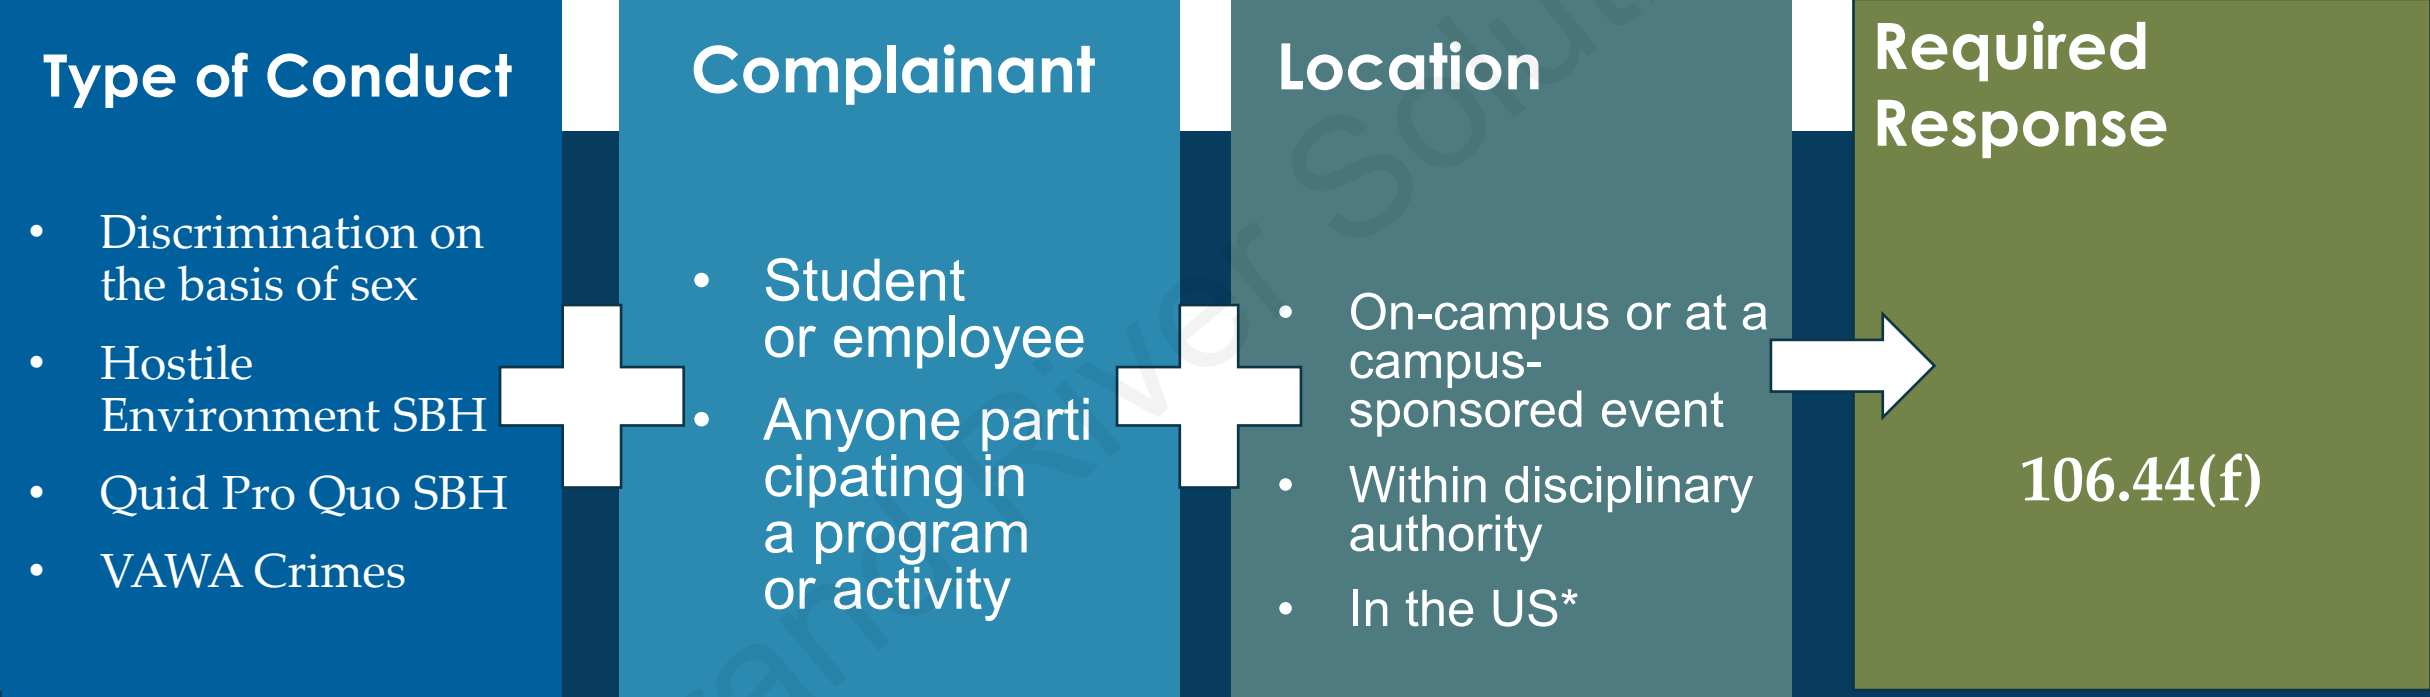 Type of Conduct
• Discrimination on
the basis of sex
• Hostile
Environment SBH
• Quid Pro Quo SBH
• VAWA Crimes
Complainant
• Student
or employee
• Anyone parti
cipating in
a program
or activity
Location
• On-campus or at a
campus-
sponsored event
• Within disciplinary
authority
• In the US*
Required
Response
106.44(f)
River